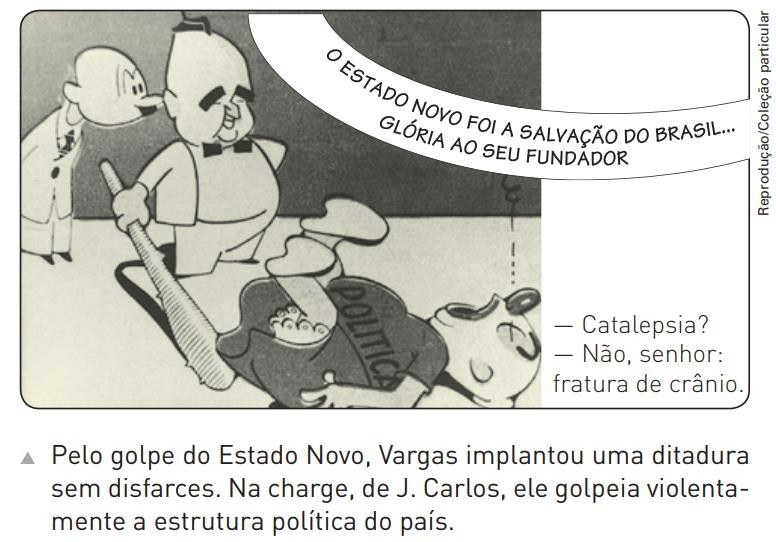 O ESTADO NOVO FOI A SALVAÇÃO DO BRASIL...
GLÓRIA AO SEU FUNDADOR
Reprodução/Coleção particular
POLITICA
— Catalepsia?
— Não, senhor:
fratura de crânio.
Pelo golpe do Estado Novo, Vargas implantou uma ditadura
sem disfarces. Na charge, de J. Carlos, ele golpeia violenta-
mente a estrutura política do país.